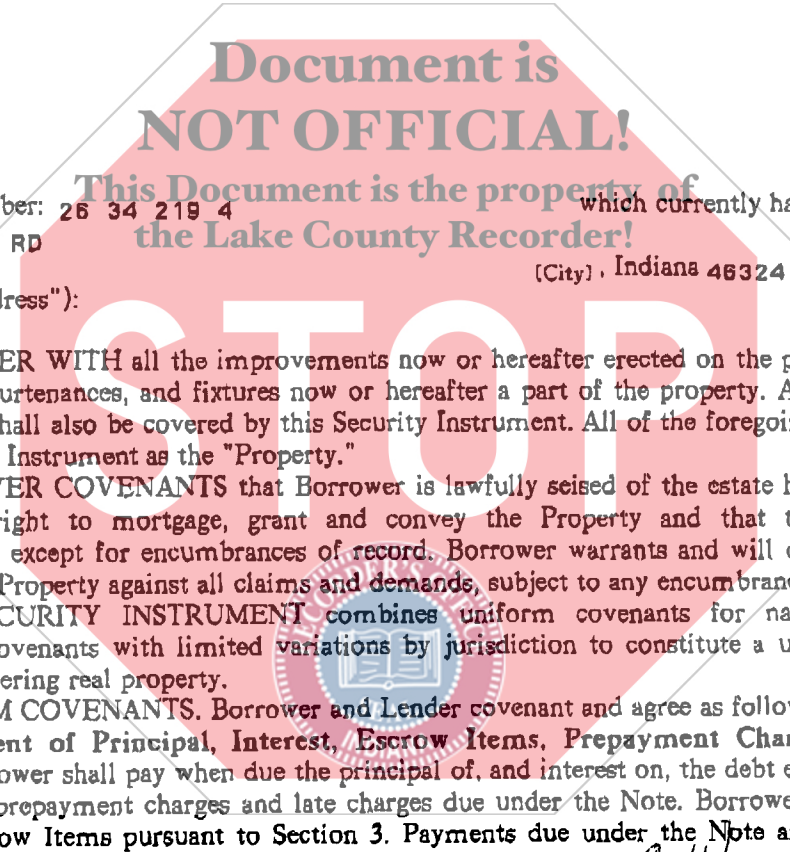 Document is
NOT OFFICIAL!
This Document is the property of
the Lake County Recorder!
ber: 26 34 219 4 which currently ha
RD
[City], Indiana 46324
dress"):
STOP
ER WITH all the improvements now or hereafter erected on the p
urtenances, and fixtures now or hereafter a part of the property. A
hall also be covered by this Security Instrument. All of the foregoi
Instrument as the "Property."
ER COVENANTS that Borrower is lawfully seised of the estate h
right to mortgage, grant and convey the Property and that t
except for encumbrances of record. Borrower warrants and will d
Property against all claims and demands, subject to any encumbranc
CURITY INSTRUMENT combines uniform covenants for na
ovenants with limited variations by jurisdiction to constitute a u
ering real property.
M COVENANTS. Borrower and Lender covenant and agree as follow
ent of Principal, Interest, Escrow Items, Prepayment Char
ower shall pay when due the principal of, and interest on, the debt e
prepayment charges and late charges due under the Note. Borrowe
ow Items pursuant to Section 3. Payments due under the Note a